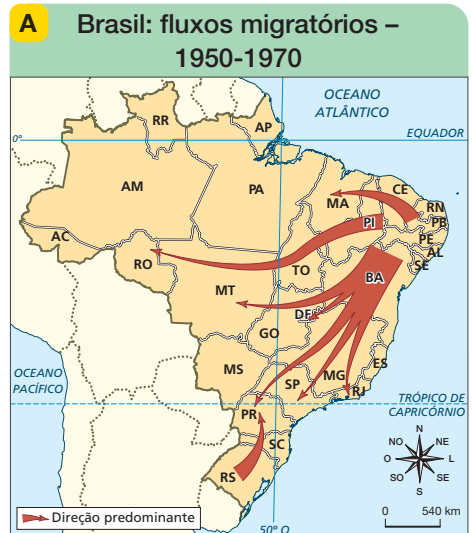 A
Brasil: fluxos migratórios –
1950-1970
OCEANO
ATLÂNTICO
RR
AP
0°
EQUADOR
AM
PA
MA
CE
RN
PB
PI
PE
AL
SE
AC
RO
TO
BA
MT
DF
GO
MS
MG
ES
SP
RJ
OCEANO
PACÍFICO
TRÓPICO DE
CAPRICÓRNIO
PR
SC
RS
N
NO
NE
O
L
SO
SE
S
Direção predominante
50° O
0
540 km